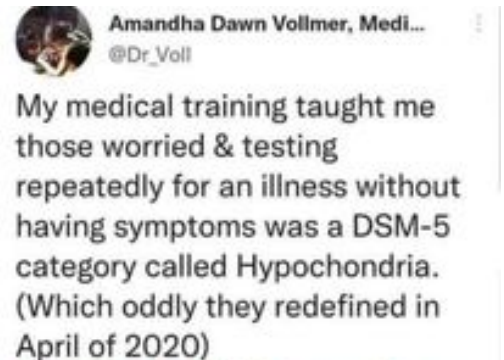 Amandha Dawn Vollmer, Medi...
@Dr_Voll
My medical training taught me
those worried & testing
repeatedly for an illness without
having symptoms was a DSM-5
category called Hypochondria.
(Which oddly they redefined in
April of 2020)